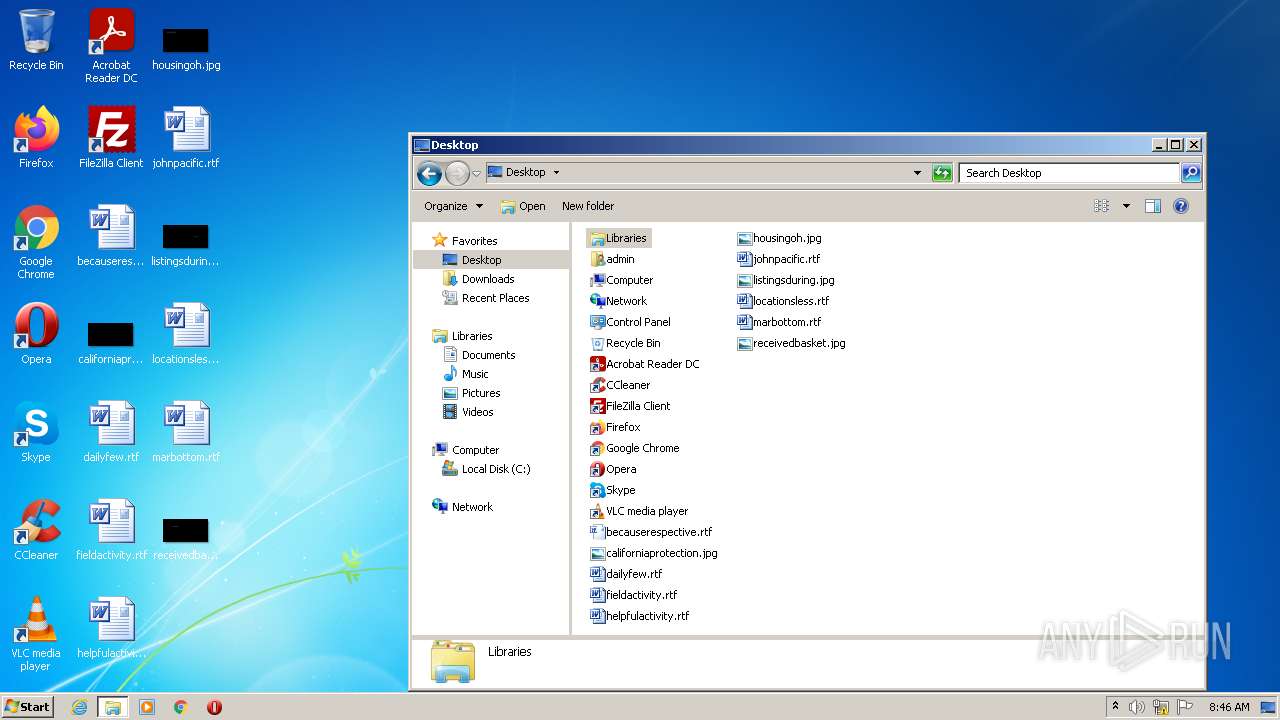 Recycle Bin
Acrobat
Reader DC
housingoh.jpg
Firefox
FileZilla Client
johnpacific.rtf
Google
Chrome
becauseres...
listingsdurin...
Opera
californiapr...
locationsles...
Skype
dailyfew.rtf
marbottom.rtf
CCleaner
fieldactivity.rtf
receivedba...
VLC media
player
helpfulactivi...
Desktop
Desktop
Search Desktop
Organize
Open
New folder
Favorites
Desktop
Downloads
Recent Places
Libraries
Documents
Music
Pictures
Videos
Computer
Local Disk (C:)
Network
Libraries
admin
Computer
Network
Control Panel
Recycle Bin
Acrobat Reader DC
CCleaner
FileZilla Client
Firefox
Google Chrome
Opera
Skype
VLC media player
becauserespective.rtf
californiaprotection.jpg
dailyfew.rtf
fieldactivity.rtf
helpfulactivity.rtf
housingoh.jpg
johnpacific.rtf
listingsduring.jpg
locationsless.rtf
marbottom.rtf
receivedbasket.jpg
Libraries
ANY RUN
Start
8:46 AM